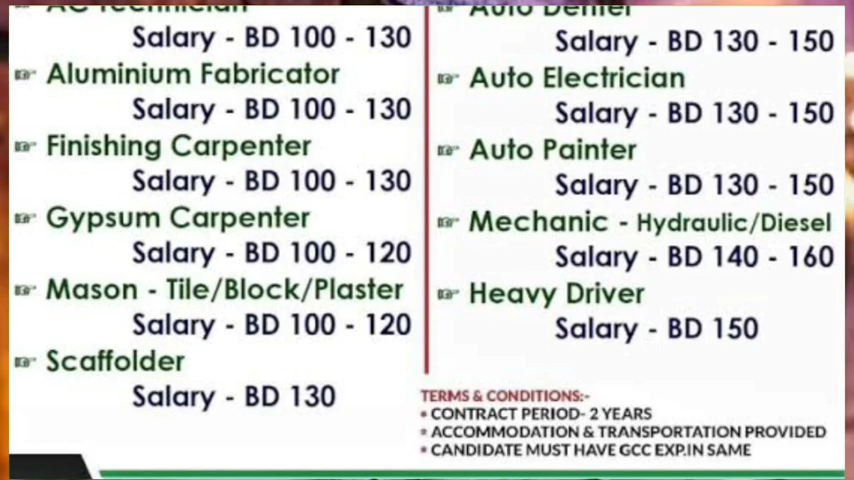 AC Technician
Salary - BD 100 - 130
Aluminium Fabricator
Salary - BD 100 - 130
Finishing Carpenter
Salary - BD 100 - 130
Gypsum Carpenter
Salary - BD 100 - 120
Mason - Tile/Block/Plaster
Salary - BD 100 - 120
Scaffolder
Salary - BD 130
Auto Denter
Salary - BD 130 - 150
Auto Electrician
Salary - BD 130 - 150
Auto Painter
Salary - BD 130 - 150
Mechanic - Hydraulic/Diesel
Salary - BD 140 - 160
Heavy Driver
Salary - BD 150
TERMS & CONDITIONS:-
• CONTRACT PERIOD- 2 YEARS
• ACCOMMODATION & TRANSPORTATION PROVIDED
• CANDIDATE MUST HAVE GCC EXP.IN SAME